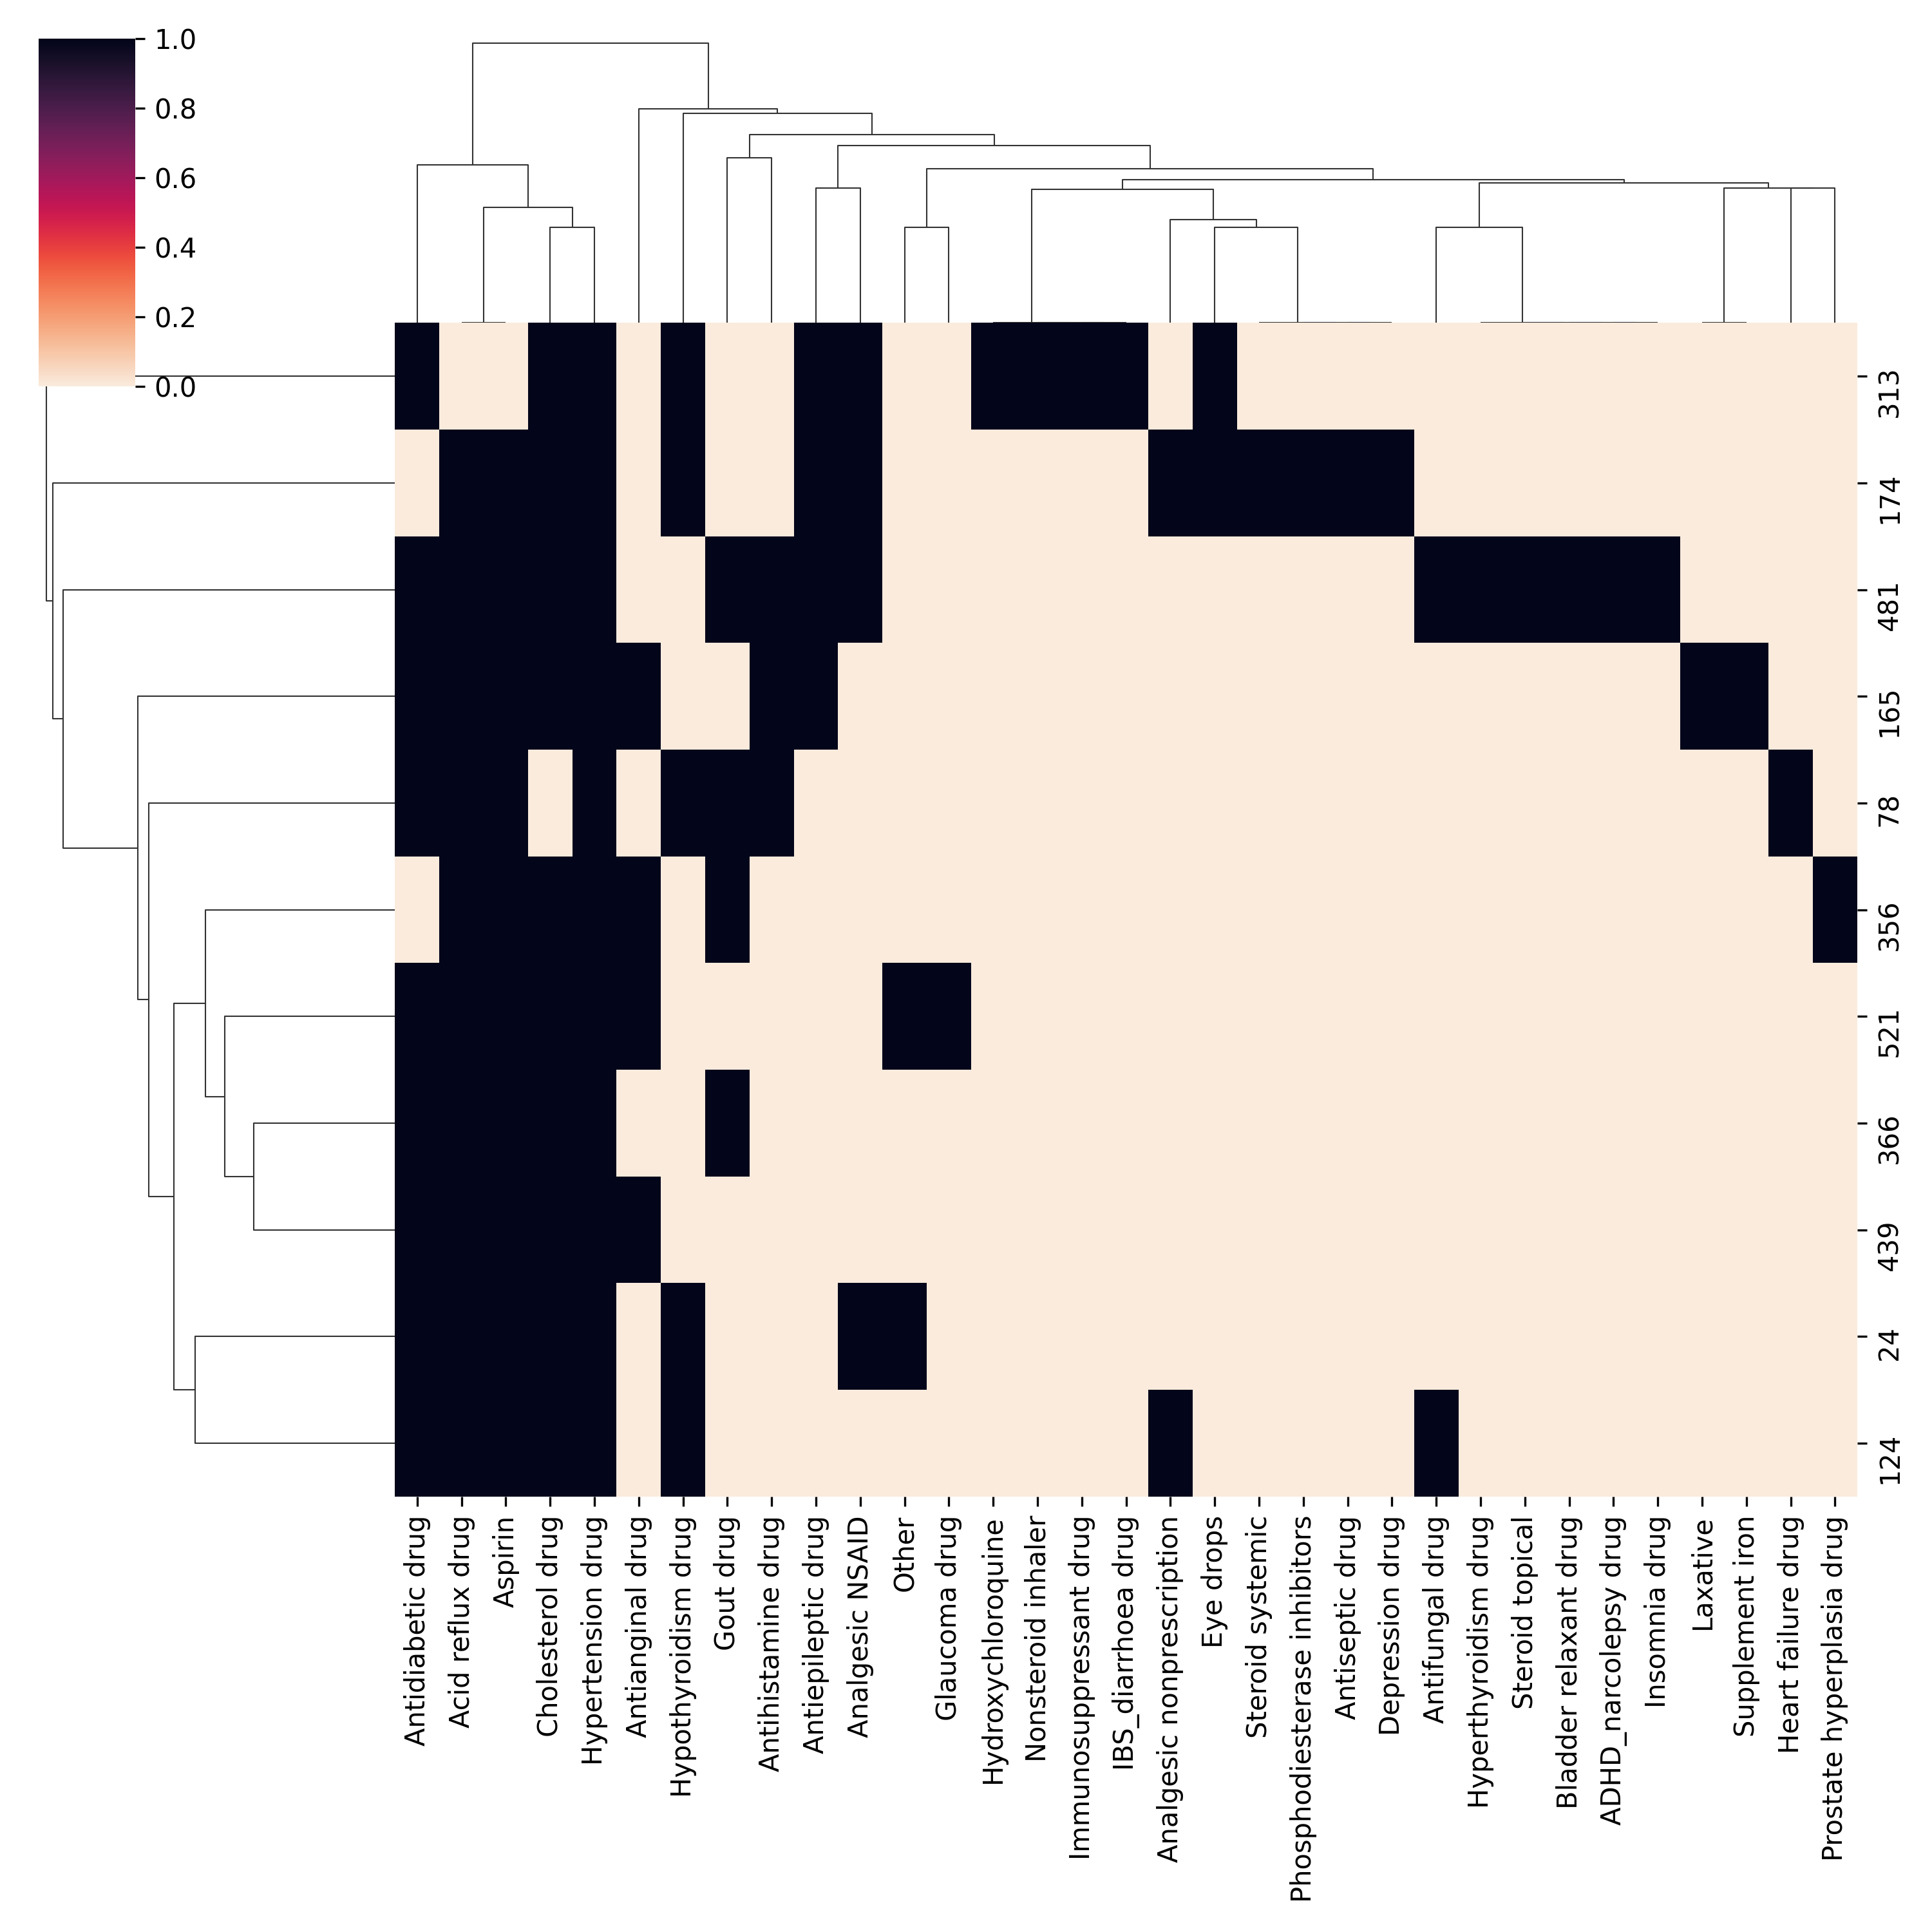 1.0
0.8
0.6
0.4
0.2
0.0
313
174
481
165
78
356
521
366
439
24
124
Antidiabetic drug
Acid reflux drug
Aspirin
Cholesterol drug
Hypertension drug
Antianginal drug
Hypothyroidism drug
Gout drug
Antihistamine drug
Antiepileptic drug
Analgesic NSAID
Other
Glaucoma drug
Hydroxychloroquine
Nonsteroid inhaler
Immunosuppressant drug
IBS_diarrhoea drug
Analgesic nonprescription
Eye drops
Steroid systemic
Phosphodiesterase inhibitors
Antiseptic drug
Depression drug
Antifungal drug
Hyperthyroidism drug
Steroid topical
Bladder relaxant drug
ADHD_narcolepsy drug
Insomnia drug
Laxative
Supplement iron
Heart failure drug
Prostate hyperplasia drug